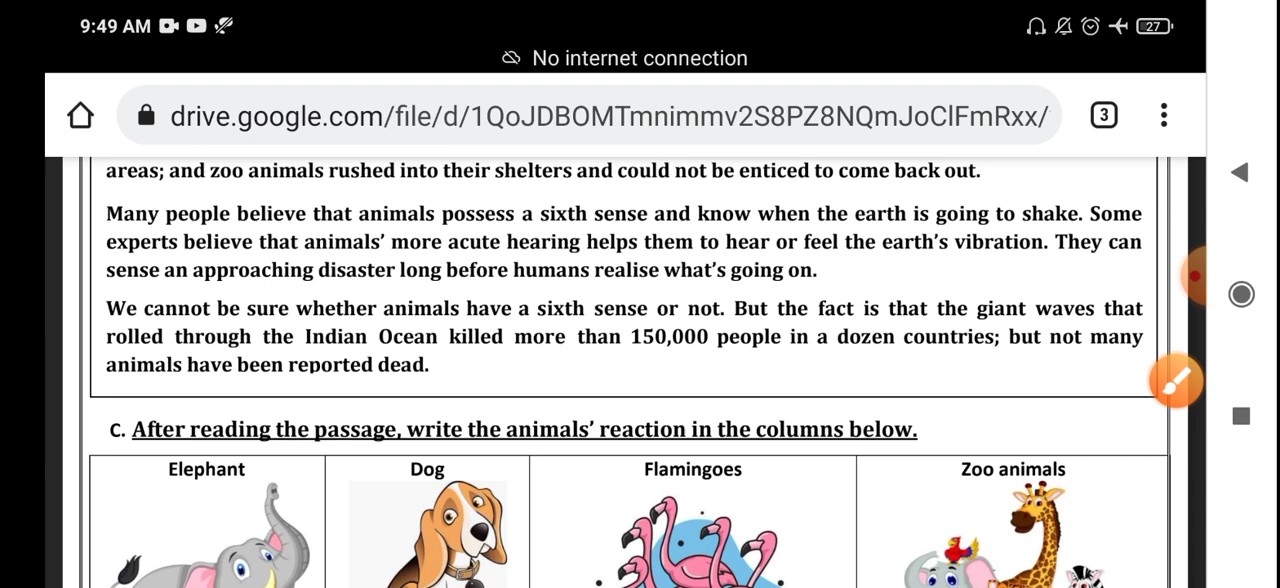 9:49 AM
27
No internet connection
drive.google.com/file/d/1QoJDBOMTmnimmv2S8PZ8NQmJoClFmRxx/
3
areas; and zoo animals rushed into their shelters and could not be enticed to come back out.
Many people believe that animals possess a sixth sense and know when the earth is going to shake. Some
experts believe that animals’ more acute hearing helps them to hear or feel the earth’s vibration. They can
sense an approaching disaster long before humans realise what’s going on.
We cannot be sure whether animals have a sixth sense or not. But the fact is that the giant waves that
rolled through the Indian Ocean killed more than 150,000 people in a dozen countries; but not many
animals have been reported dead.
C. After reading the passage, write the animals’ reaction in the columns below.
Elephant Dog Flamingoes Zoo animals